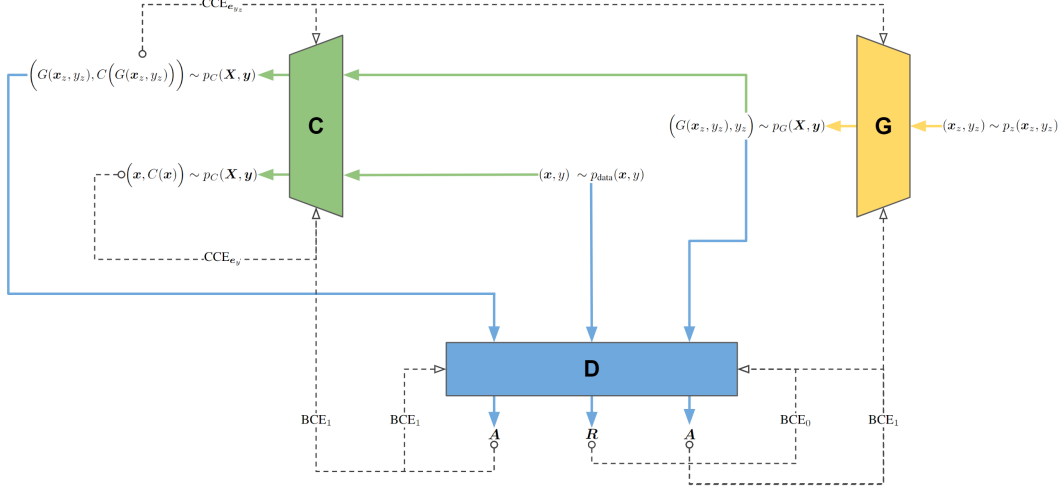 CCE_{e_{yz}}
(G(x_z, y_z), C(G(x_z, y_z))) ∼ p_C(X, y)
C
(G(x_z, y_z), y_z) ∼ p_G(X, y)
G
(x_z, y_z) ∼ p_z(x_z, y_z)
(x, C(x)) ∼ p_C(X, y)
(x, y) ∼ p_data(x, y)
CCE_{e_y}
D
BCE_1
BCE_1
BCE_0
BCE_1
A
R
A